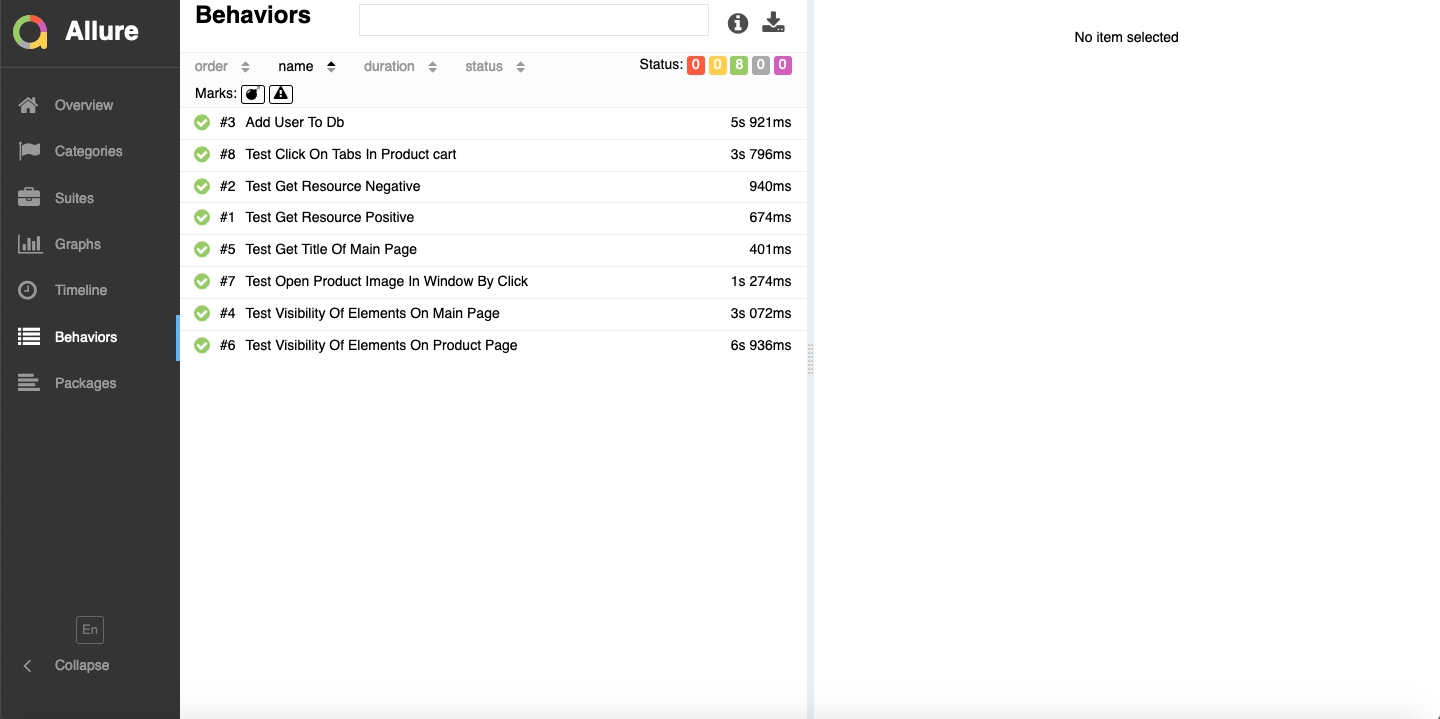 Allure
Overview
Categories
Suites
Graphs
Timeline
Behaviors
Packages
En
Collapse
Behaviors
order name duration status Status: 0 0 8 0 0
Marks:
#3 Add User To Db 5s 921ms
#8 Test Click On Tabs In Product cart 3s 796ms
#2 Test Get Resource Negative 940ms
#1 Test Get Resource Positive 674ms
#5 Test Get Title Of Main Page 401ms
#7 Test Open Product Image In Window By Click 1s 274ms
#4 Test Visibility Of Elements On Main Page 3s 072ms
#6 Test Visibility Of Elements On Product Page 6s 936ms
No item selected